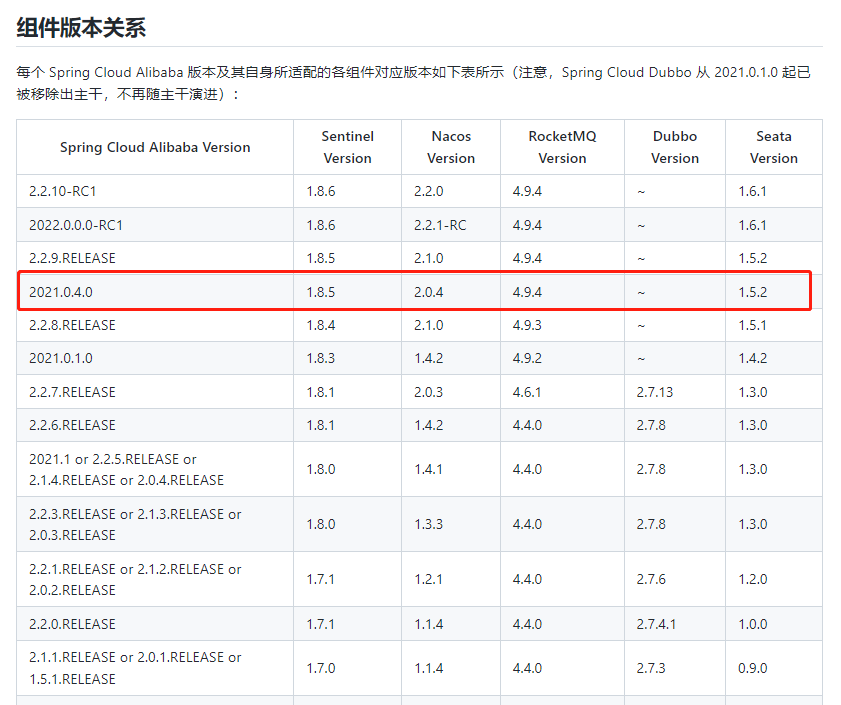 组件版本关系
每个 Spring Cloud Alibaba 版本及其自身所适配的各组件对应版本如下表所示（注意，Spring Cloud Dubbo 从 2021.0.1.0 起已
被移除出主干，不再随主干演进）：
Spring Cloud Alibaba Version Sentinel Version Nacos Version RocketMQ Version Dubbo Version Seata Version
2.2.10-RC1 1.8.6 2.2.0 4.9.4 ~ 1.6.1
2022.0.0.0-RC1 1.8.6 2.2.1-RC 4.9.4 ~ 1.6.1
2.2.9.RELEASE 1.8.5 2.1.0 4.9.4 ~ 1.5.2
2021.0.4.0 1.8.5 2.0.4 4.9.4 ~ 1.5.2
2.2.8.RELEASE 1.8.4 2.1.0 4.9.3 ~ 1.5.1
2021.0.1.0 1.8.3 1.4.2 4.9.2 ~ 1.4.2
2.2.7.RELEASE 1.8.1 2.0.3 4.6.1 2.7.13 1.3.0
2.2.6.RELEASE 1.8.1 1.4.2 4.4.0 2.7.8 1.3.0
2021.1 or 2.2.5.RELEASE or
2.1.4.RELEASE or 2.0.4.RELEASE 1.8.0 1.4.1 4.4.0 2.7.8 1.3.0
2.2.3.RELEASE or 2.1.3.RELEASE or
2.0.3.RELEASE 1.8.0 1.3.3 4.4.0 2.7.8 1.3.0
2.2.1.RELEASE or 2.1.2.RELEASE or
2.0.2.RELEASE 1.7.1 1.2.1 4.4.0 2.7.6 1.2.0
2.2.0.RELEASE 1.7.1 1.1.4 4.4.0 2.7.4.1 1.0.0
2.1.1.RELEASE or 2.0.1.RELEASE or
1.5.1.RELEASE 1.7.0 1.1.4 4.4.0 2.7.3 0.9.0